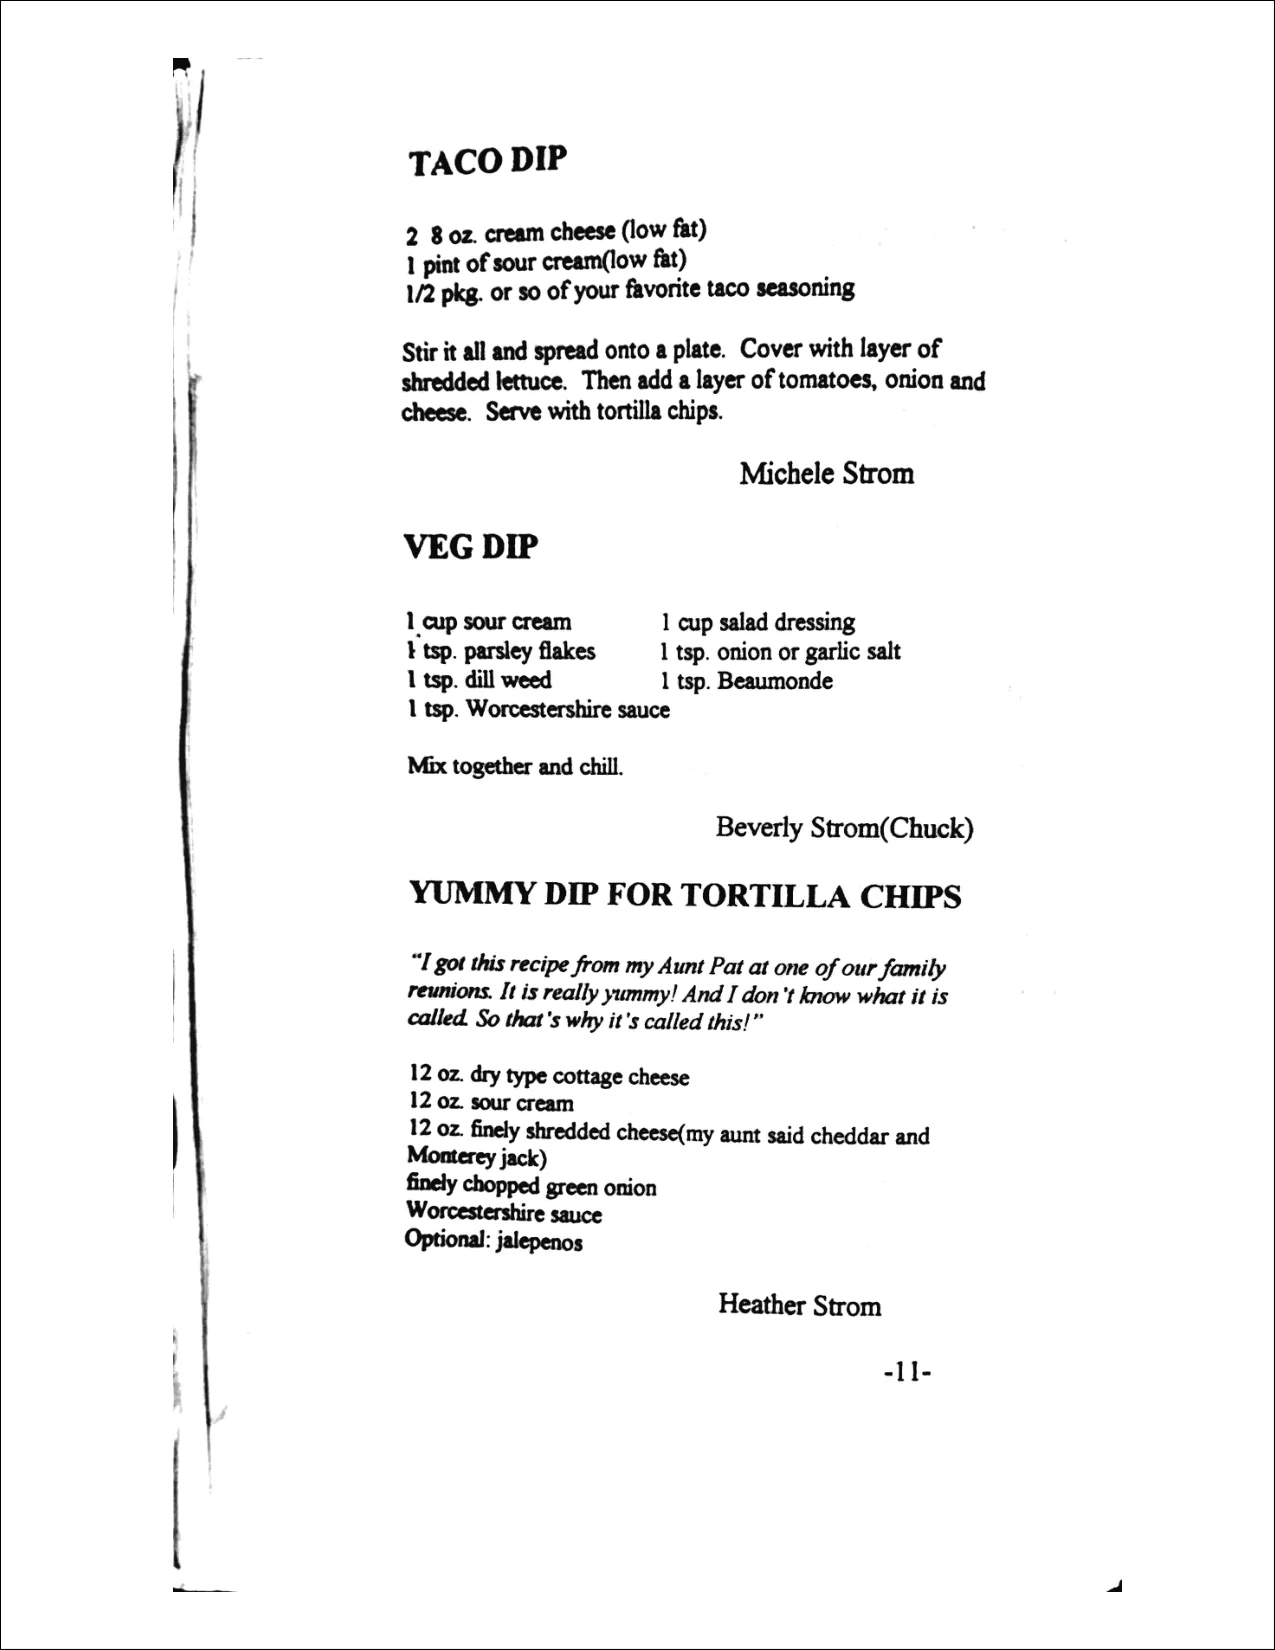 TACO DIP
2 8 oz. cream cheese (low fat)
1 pint of sour cream(low fat)
1/2 pkg. or so of your favorite taco seasoning
Stir it all and spread onto a plate. Cover with layer of
shredded lettuce. Then add a layer of tomatoes, onion and
cheese. Serve with tortilla chips.
Michele Strom
VEG DIP
1 cup sour cream 1 cup salad dressing
1 tsp. parsley flakes 1 tsp. onion or garlic salt
1 tsp. dill weed 1 tsp. Beaumonde
1 tsp. Worcestershire sauce
Mix together and chill.
Beverly Strom(Chuck)
YUMMY DIP FOR TORTILLA CHIPS
"I got this recipe from my Aunt Pat at one of our family
reunions. It is really yummy! And I don't know what it is
called. So that's why it's called this!"
12 oz. dry type cottage cheese
12 oz. sour cream
12 oz. finely shredded cheese(my aunt said cheddar and
Monterey jack)
finely chopped green onion
Worcestershire sauce
Optional: jalepenos
Heather Strom
-11-